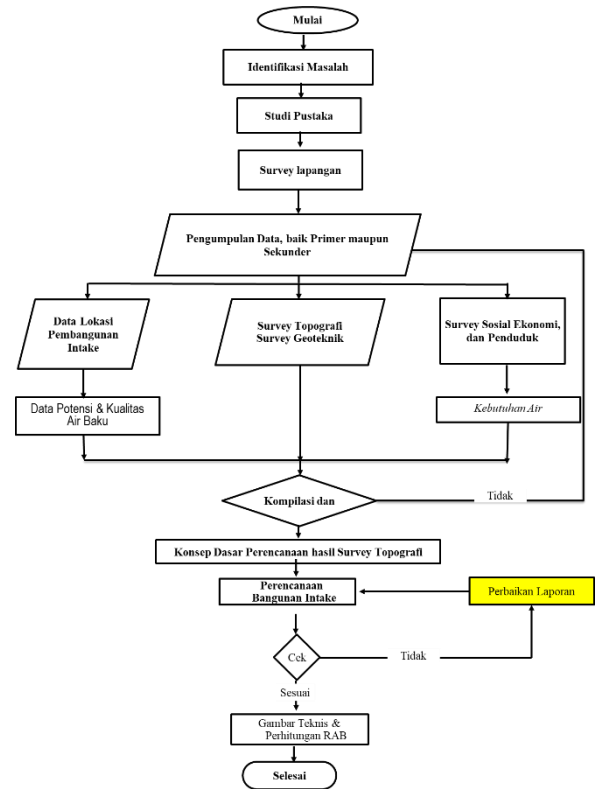 Mulai
Identifikasi Masalah
Studi Pustaka
Survey lapangan
Pengumpulan Data, baik Primer maupun
Sekunder
Data Lokasi
Pembangunan
Intake
Survey Topografi
Survey Geoteknik
Survey Sosial Ekonomi,
dan Penduduk
Data Potensi & Kualitas
Air Baku
Kebutuhan Air
Kompilasi dan
Tidak
Konsep Dasar Perencanaan hasil Survey Topografi
Perencanaan
Bangunan Intake
Perbaikan Laporan
Cek
Tidak
Sesuai
Gambar Teknis &
Perhitungan RAB
Selesai